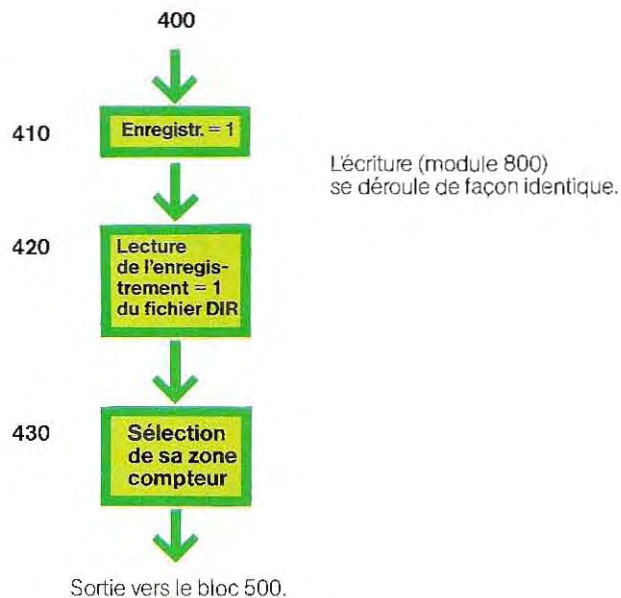 400
410
Enregistr. = 1
L'écriture (module 800)
se déroule de façon identique.
420
Lecture
de l'enregis-
trement = 1
du fichier DIR
430
Sélection
de sa zone
compteur
Sortie vers le bloc 500.